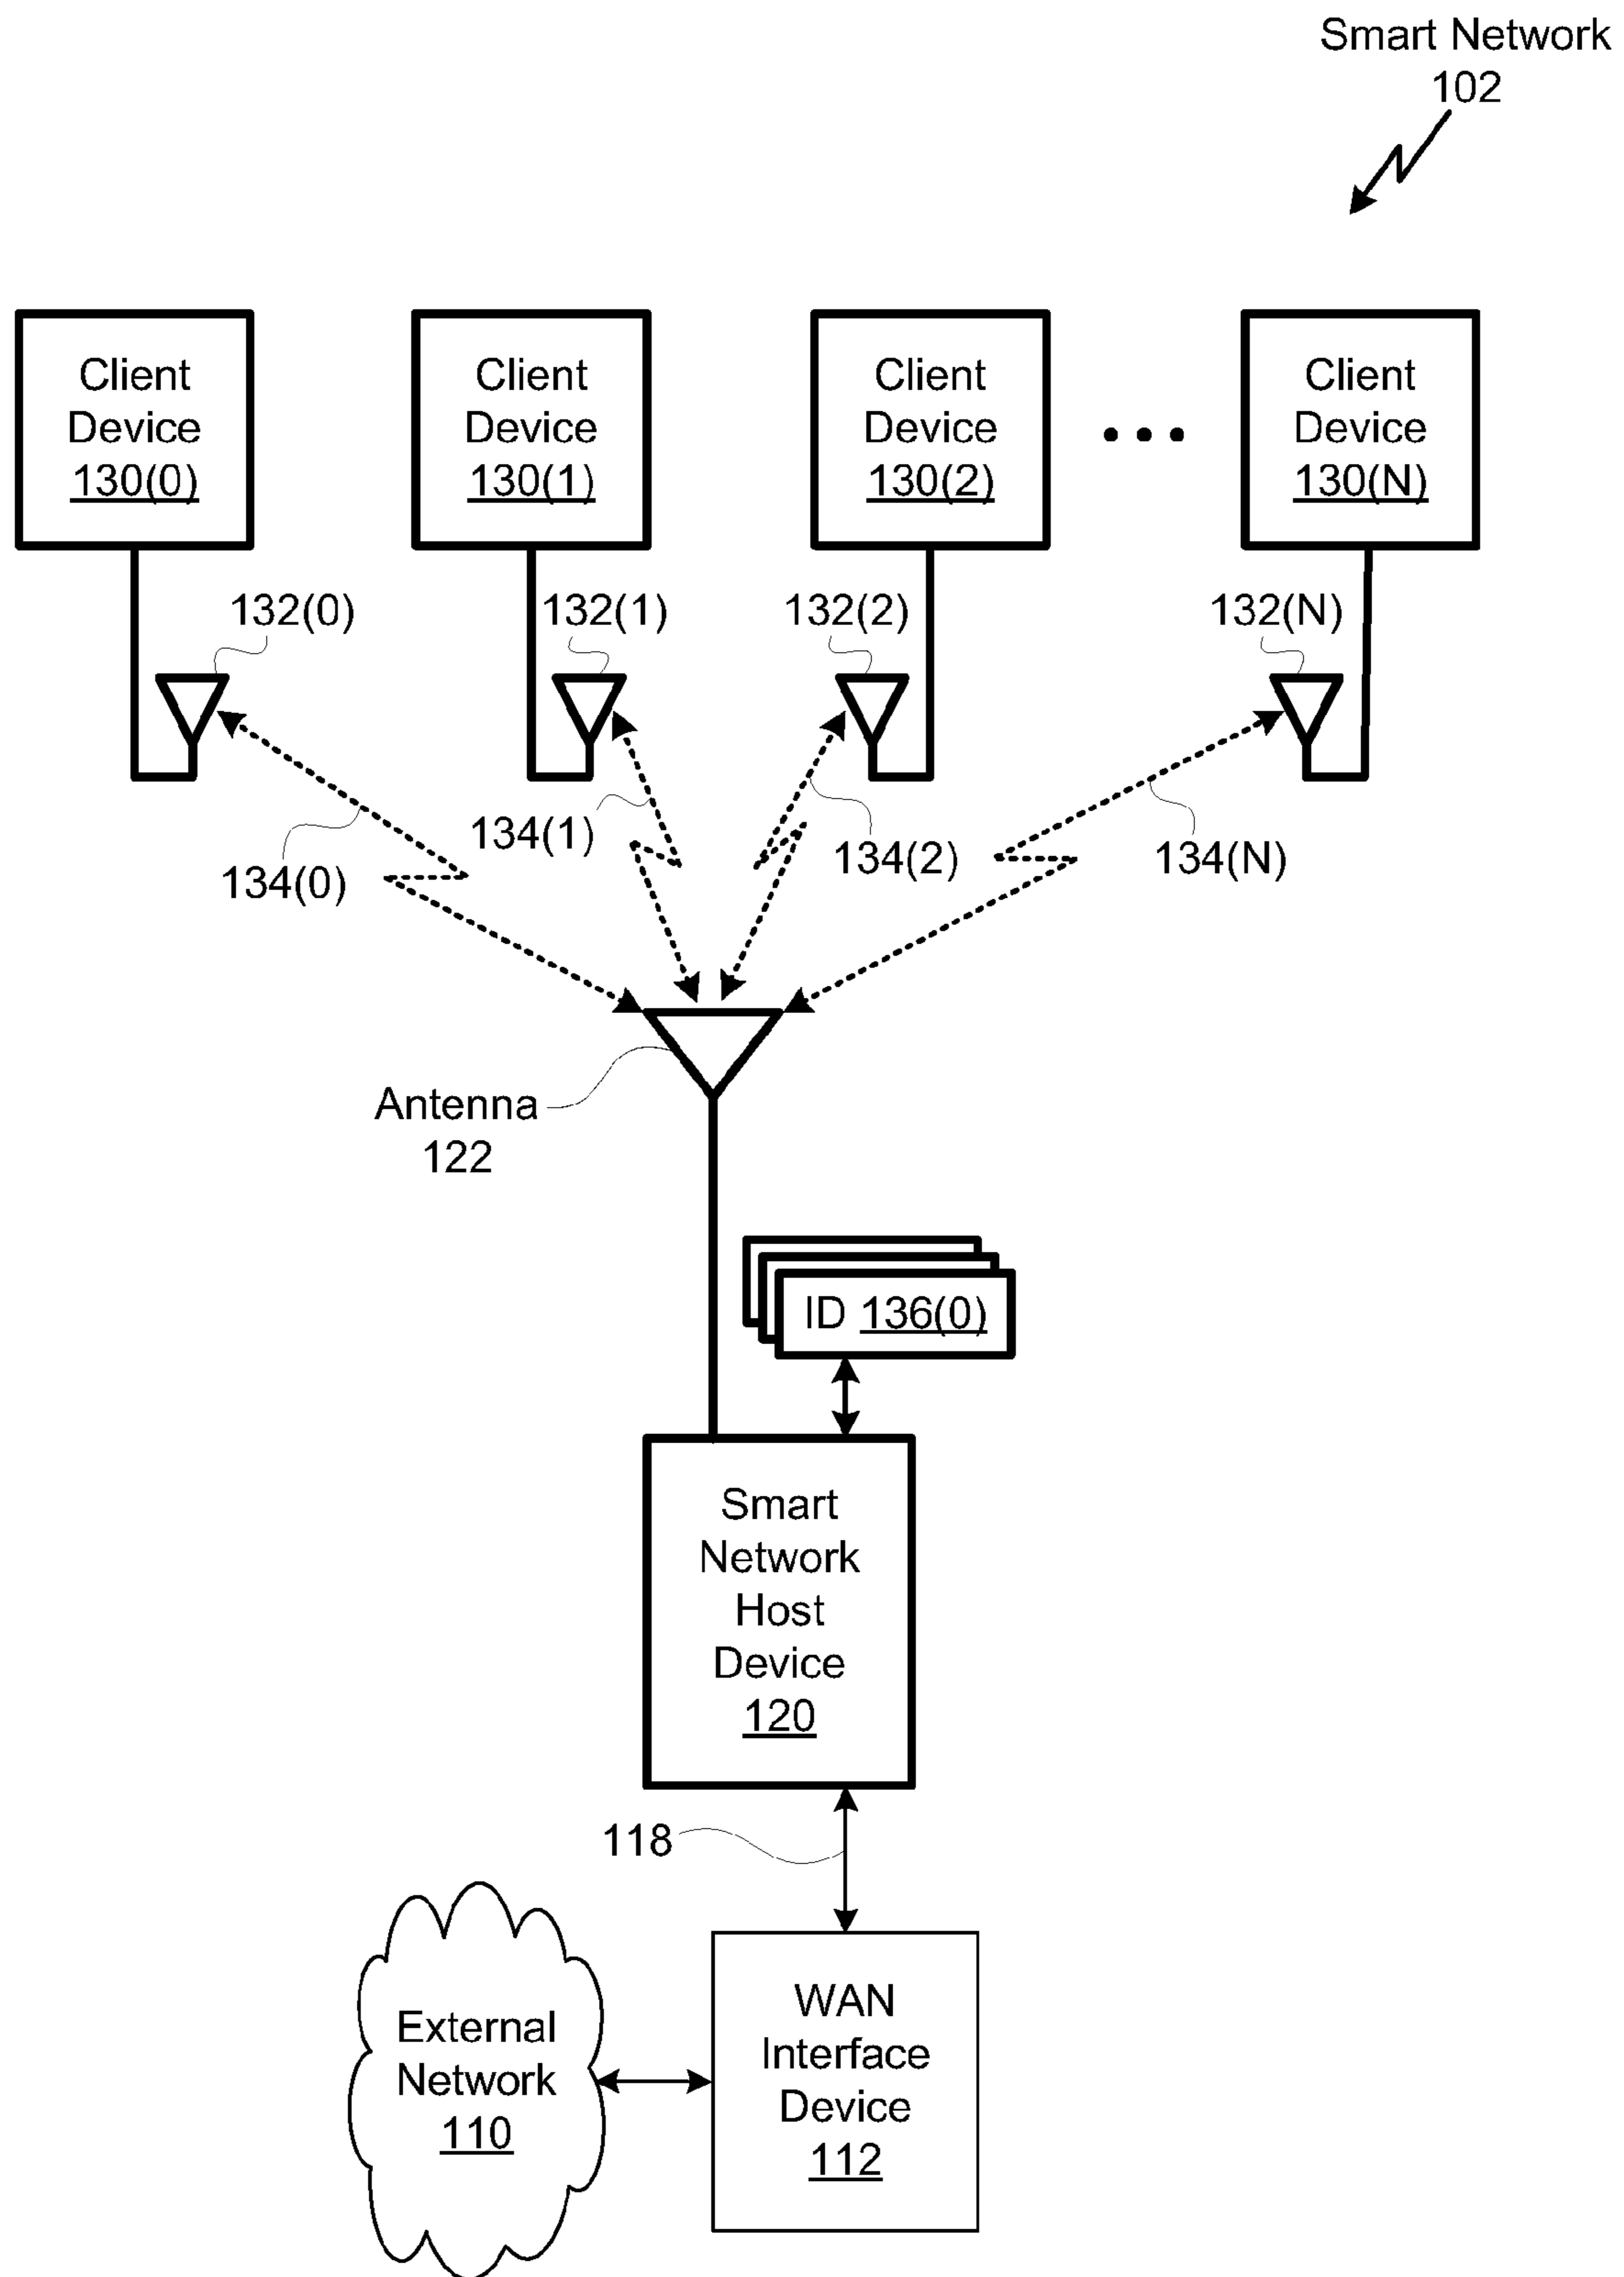 Smart Network
102
Client
Device
130(0)
Client
Device
130(1)
Client
Device
130(2)
Client
Device
130(N)
132(0)
132(1)
132(2)
132(N)
134(0)
134(1)
134(2)
134(N)
Antenna
122
ID 136(0)
Smart
Network
Host
Device
120
118
External
Network
110
WAN
Interface
Device
112